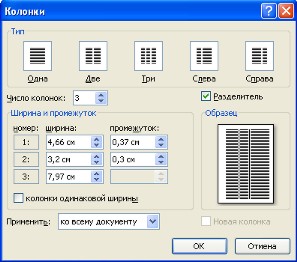 Колонки
Тип
Одна Две Три Слева Справа
Число колонок: 3 Разделитель
Ширина и промежуток Образец
номер: ширина: промежуток:
1: 4,66 см 0,37 см
2: 3,2 см 0,3 см
3: 7,97 см
колонки одинаковой ширины
Применить: ко всему документу Новая колонка
ОК Отмена